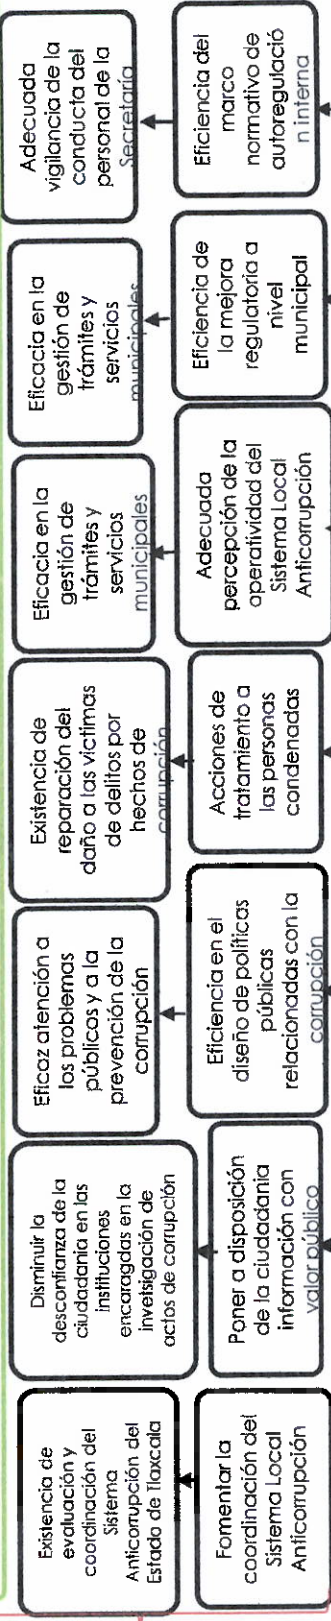 Existencia de
evaluación y
coordinación del
Sistema
Anticorrupción del
Estado de Tlaxcala
Disminuir la
desconfianza de la
ciudadanía en las
instituciones
encaragdas en la
invetsigación de
actos de corrupción
Eficaz atención a
los problemas
públicos y a la
prevención de la
corrupción
Existencia de
reparación del
daño a las víctimas
de delitos por
hechos de
corrupción
Eficacia en la
gestión de
trámites y
servicios
municipales
Eficacia en la
gestión de
trámites y
servicios
municipales
Adecuada
vigilancia de la
conducta del
personal de la
Secretaría
Fomentar la
coordinación del
Sistema Local
Anticorrupción
Poner a disposición
de la ciudadanía
información con
valor público
Eficiencia en el
diseño de políticas
públicas
relacionadas con la
corrupción
Acciones de
tratamiento a
las personas
condenadas
Adecuada
percepción de la
operatividad del
Sistema Local
Anticorrupción
Eficiencia de
la mejora
regulatoria a
nivel
municipal
Eficiencia del
marco
normativo de
autoregulació
n interna